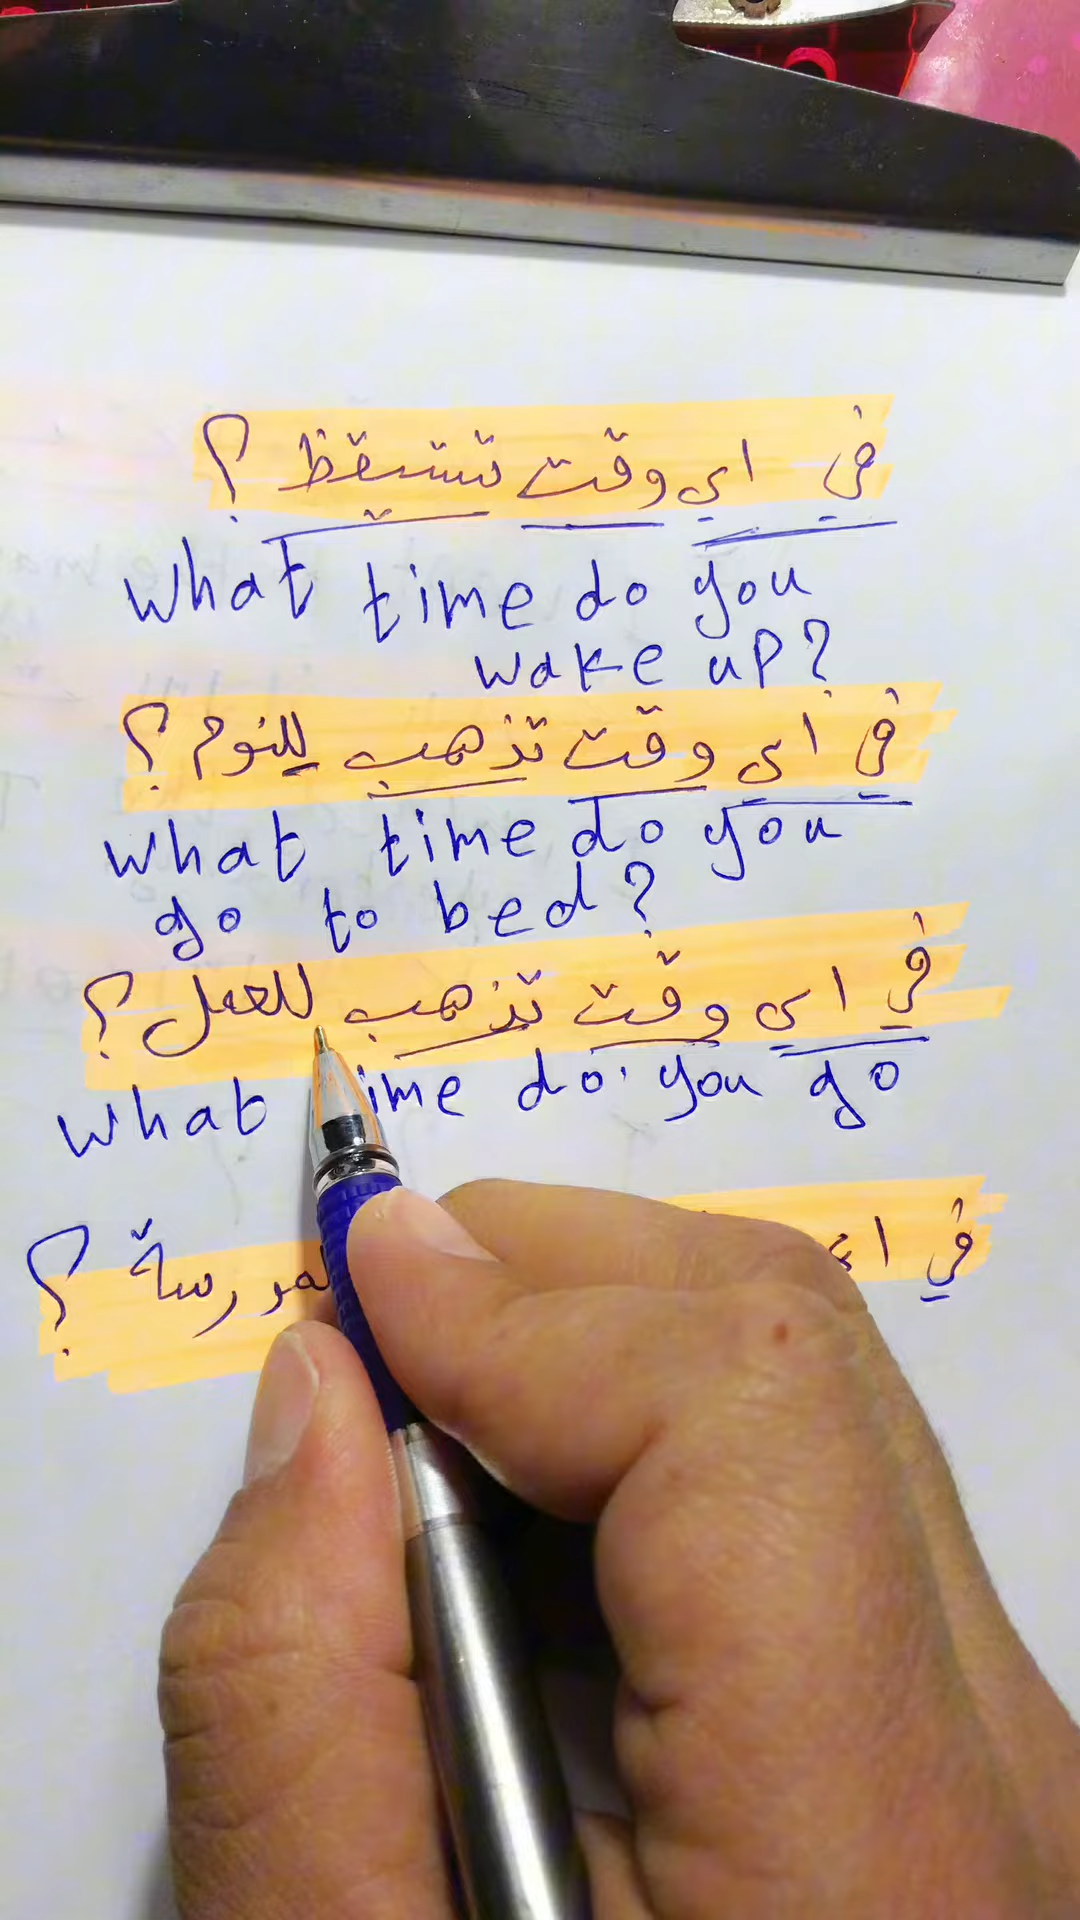 في اي وقت تستيقظ ؟
What time do you
wake up?
في اي وقت تذهب للنوم ؟
What time do you
go to bed?
في اي وقت تذهب للعمل ؟
What time do you go
في